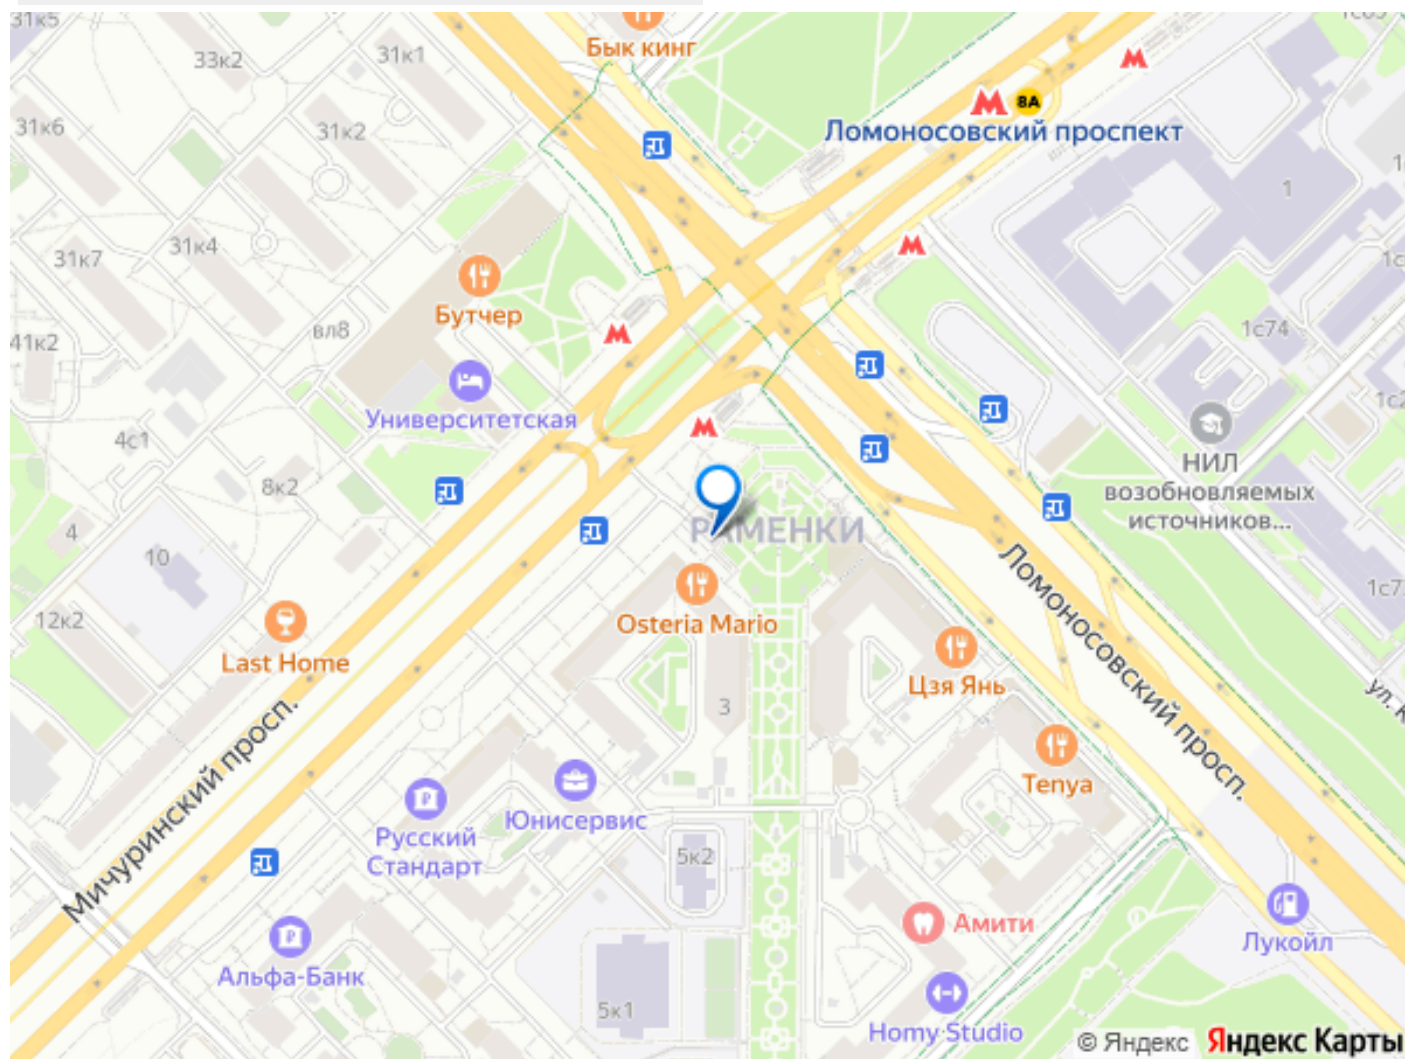 31к5
33к2
31к1
Бык кинг
М
М
8А
Ломоносовский проспект
31к6
31к2
1
31к7
31к4
М
Бутчер
вл8
М
41к2
1с74
Университетская
М
4с1
НИЛ
возобновляемых
источников...
8к2
4
10
РАМЕНКИ
12к2
Osteria Mario
Last Home
Ломоносовский просп.
Цзя Янь
3
Tenya
Мичуринский просп.
Юнисервис
Русский
Стандарт
5к2
Амити
Лукойл
Альфа-Банк
5к1
Homy Studio
© Яндекс Яндекс Карты